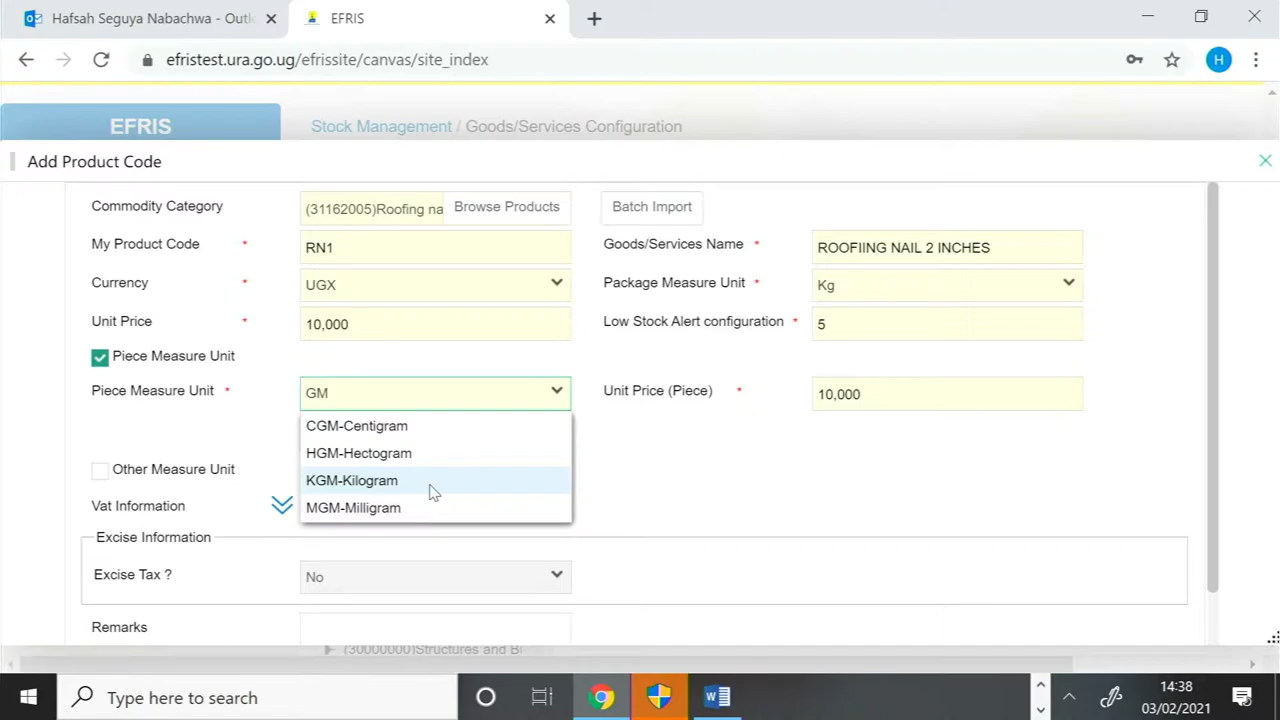 Hafsah Seguya Nabachwa - Outlo
EFRIS
efristest.ura.go.ug/efrissite/canvas/site_index
H
EFRIS
Stock Management / Goods/Services Configuration
Add Product Code
Commodity Category
(31162005)Roofing na
Browse Products
Batch Import
My Product Code *
RN1
Goods/Services Name *
ROOFIING NAIL 2 INCHES
Currency *
UGX
Package Measure Unit *
Kg
Unit Price *
10,000
Low Stock Alert configuration *
5
Piece Measure Unit
Piece Measure Unit *
GM
Unit Price (Piece) *
10,000
CGM-Centigram
HGM-Hectogram
KGM-Kilogram
MGM-Milligram
Other Measure Unit
Vat Information
Excise Information
Excise Tax ?
No
Remarks
(30000000)Structures and B
Type here to search
14:38
03/02/2021